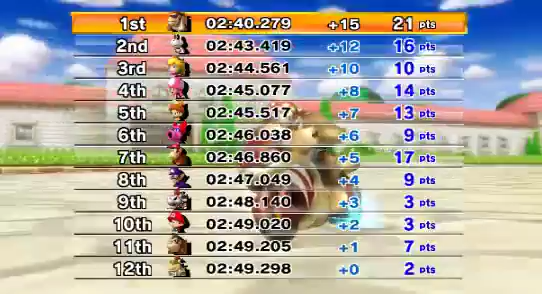 1st 02:40.279 +15 21 pts
2nd 02:43.419 +12 16 pts
3rd 02:44.561 +10 10 pts
4th 02:45.077 +8 14 pts
5th 02:45.517 +7 13 pts
6th 02:46.038 +6 9 pts
7th 02:46.860 +5 17 pts
8th 02:47.049 +4 9 pts
9th 02:48.140 +3 3 pts
10th 02:49.020 +2 3 pts
11th 02:49.205 +1 7 pts
12th 02:49.298 +0 2 pts